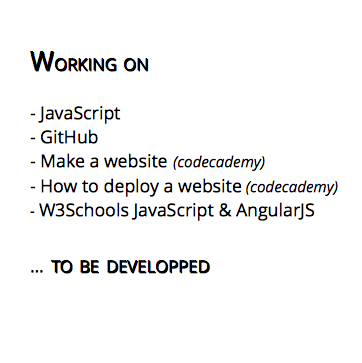 Working on
- JavaScript
- GitHub
- Make a website (codecademy)
- How to deploy a website (codecademy)
- W3Schools JavaScript & AngularJS
... to be developped